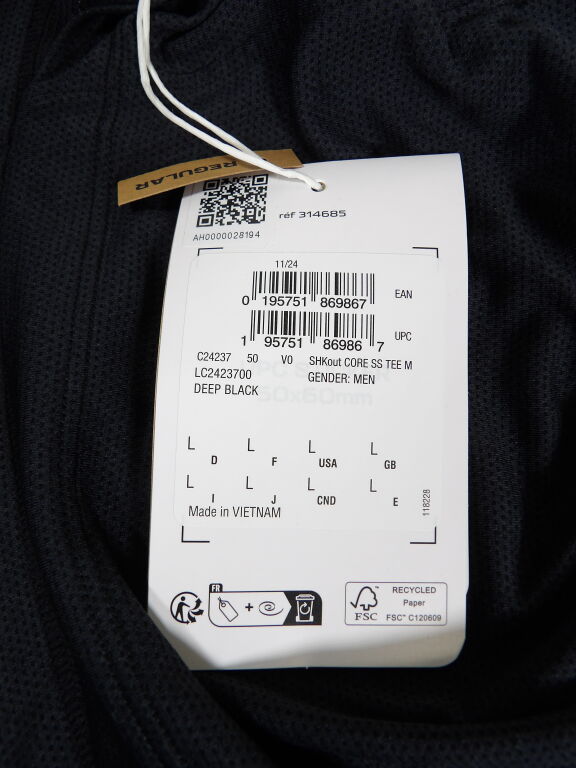 REGULAR
réf 314685
AH0000028194
11/24
0 195751 869867
EAN
1 95751 86986 7
UPC
C24237 50 V0 SHKout CORE SS TEE M
LC2423700 GENDER: MEN
DEEP BLACK
60x60mm
L D L F L USA L GB
L I L J L CND L E
Made in VIETNAM
118228
FR
+
FSC
RECYCLED
Paper
FSC™ C120609